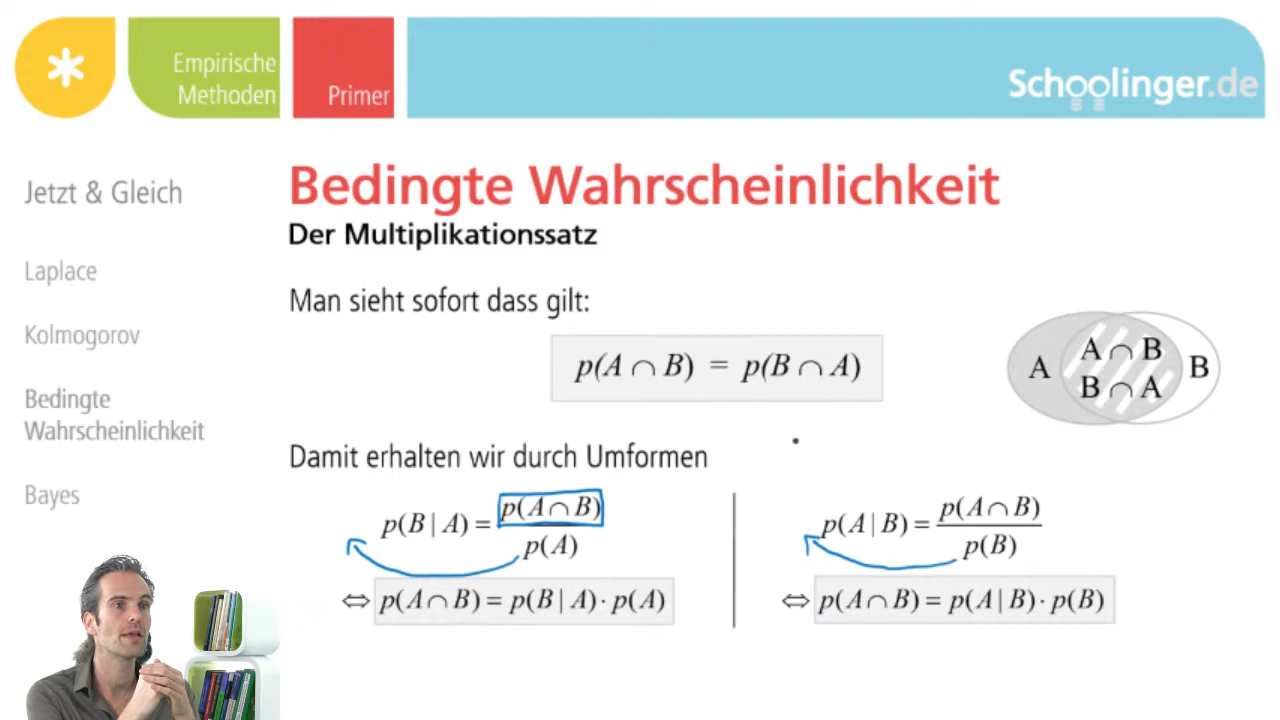 *
Empirische
Methoden
Primer
Schoolinger.de
Jetzt & Gleich
Laplace
Kolmogorov
Bedingte
Wahrscheinlichkeit
Bayes
Bedingte Wahrscheinlichkeit
Der Multiplikationssatz
Man sieht sofort dass gilt:
p(A ∩ B) = p(B ∩ A)
A
A ∩ B
B ∩ A
B
Damit erhalten wir durch Umformen
p(B | A) = p(A ∩ B) / p(A)
⇔ p(A ∩ B) = p(B | A) · p(A)
p(A | B) = p(A ∩ B) / p(B)
⇔ p(A ∩ B) = p(A | B) · p(B)